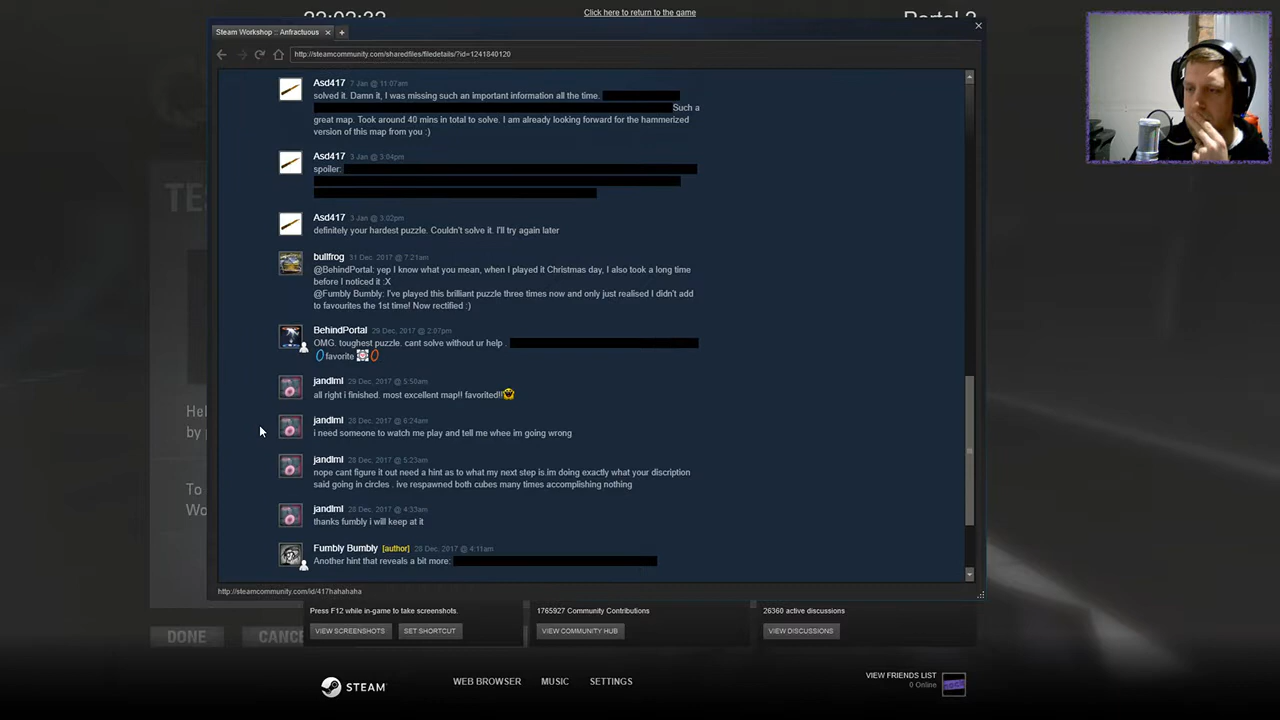 22:02:32
Click here to return to the game
Portal 2
Steam Workshop :: Anfractuous
http://steamcommunity.com/sharedfiles/filedetails/?id=1241840120
Asd417 7 Jan @ 11:07am
solved it. Damn it, I was missing such an important information all the time.
Such a
great map. Took around 40 mins in total to solve. I am already looking forward for the hammerized
version of this map from you :)
Asd417 3 Jan @ 3:04pm
spoiler:
Asd417 3 Jan @ 3:02pm
definitely your hardest puzzle. Couldn't solve it. I'll try again later
bullfrog 31 Dec, 2017 @ 7:21am
@BehindPortal: yep I know what you mean, when I played it Christmas day, I also took a long time
before I noticed it :X
@Fumbly Bumbly: I've played this brilliant puzzle three times now and only just realised I didn't add
to favourites the 1st time! Now rectified :)
BehindPortal 29 Dec, 2017 @ 2:07pm
OMG. toughest puzzle. cant solve without ur help .
favorite
jandlml 29 Dec, 2017 @ 5:50am
all right i finished. most excellent map!! favorited!!
jandlml 28 Dec, 2017 @ 6:24am
i need someone to watch me play and tell me whee im going wrong
jandlml 28 Dec, 2017 @ 5:23am
nope cant figure it out need a hint as to what my next step is im doing exactly what your discription
said going in circles . ive respawned both cubes many times accomplishing nothing
jandlml 28 Dec, 2017 @ 4:33am
thanks fumbly i will keep at it
Fumbly Bumbly [author] 28 Dec, 2017 @ 4:11am
Another hint that reveals a bit more:
http://steamcommunity.com/id/417hahahaha
TES
Hel
by p
To
Wo
DONE
CANC
Press F12 while in-game to take screenshots.
VIEW SCREENSHOTS
SET SHORTCUT
1765927 Community Contributions
VIEW COMMUNITY HUB
26360 active discussions
VIEW DISCUSSIONS
STEAM
WEB BROWSER
MUSIC
SETTINGS
VIEW FRIENDS LIST
0 Online